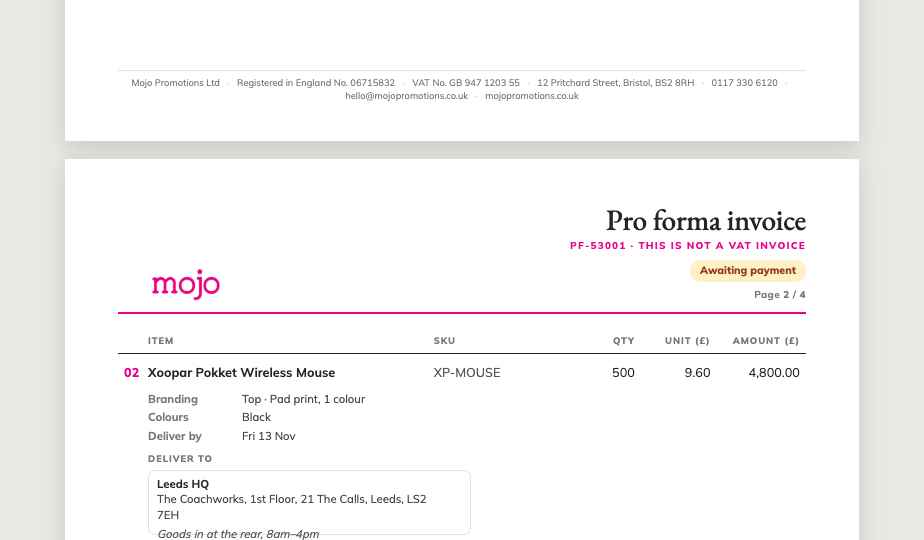 Mojo Promotions Ltd · Registered in England No. 06715832 · VAT No. GB 947 1203 55 · 12 Pritchard Street, Bristol, BS2 8RH · 0117 330 6120 ·
hello@mojopromotions.co.uk · mojopromotions.co.uk
Pro forma invoice
PF-53001 · THIS IS NOT A VAT INVOICE
Awaiting payment
mojo
Page 2 / 4
ITEM SKU QTY UNIT (£) AMOUNT (£)
02 Xoopar Pokket Wireless Mouse XP-MOUSE 500 9.60 4,800.00
Branding Top · Pad print, 1 colour
Colours Black
Deliver by Fri 13 Nov
DELIVER TO
Leeds HQ
The Coachworks, 1st Floor, 21 The Calls, Leeds, LS2
7EH
Goods in at the rear, 8am–4pm